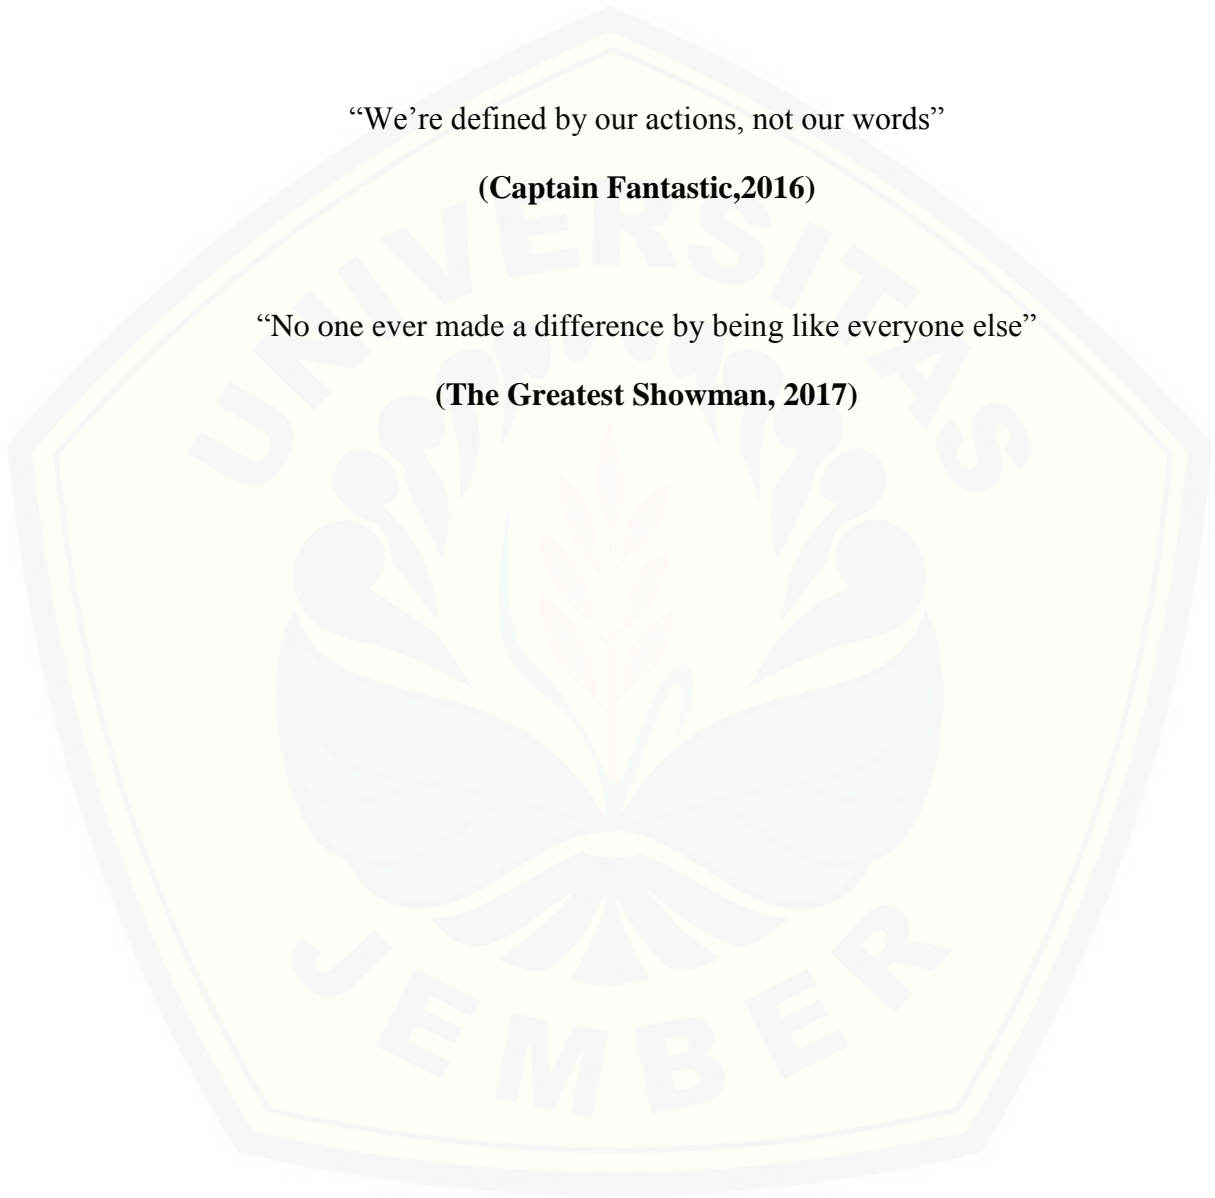 “We’re defined by our actions, not our words”
(Captain Fantastic,2016)
“No one ever made a difference by being like everyone else”
(The Greatest Showman, 2017)
UNIVERSITAS
JEMBER